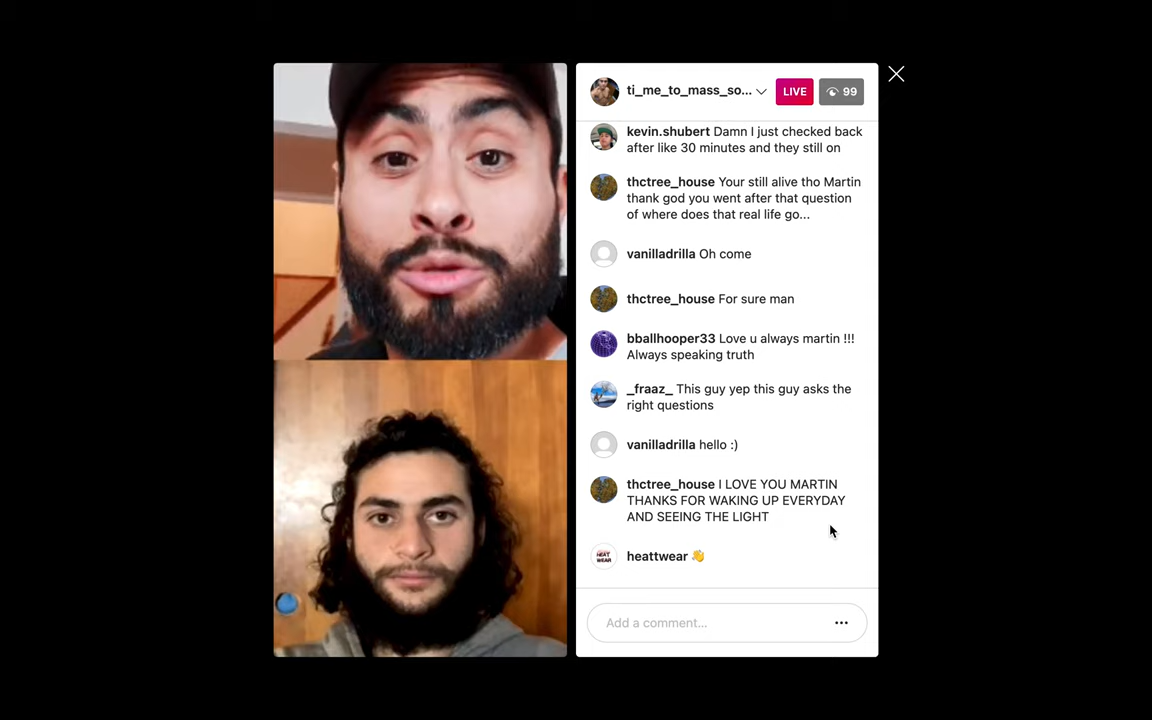 ti_me_to_mass_so...
LIVE
99
kevin.shubert Damn I just checked back
after like 30 minutes and they still on
thctree_house Your still alive tho Martin
thank god you went after that question
of where does that real life go...
vanilladrilla Oh come
thctree_house For sure man
bballhooper33 Love u always martin !!!
Always speaking truth
_fraaz_ This guy yep this guy asks the
right questions
vanilladrilla hello :)
thctree_house I LOVE YOU MARTIN
THANKS FOR WAKING UP EVERYDAY
AND SEEING THE LIGHT
HEAT
WEAR
heattwear 👋
Add a comment...